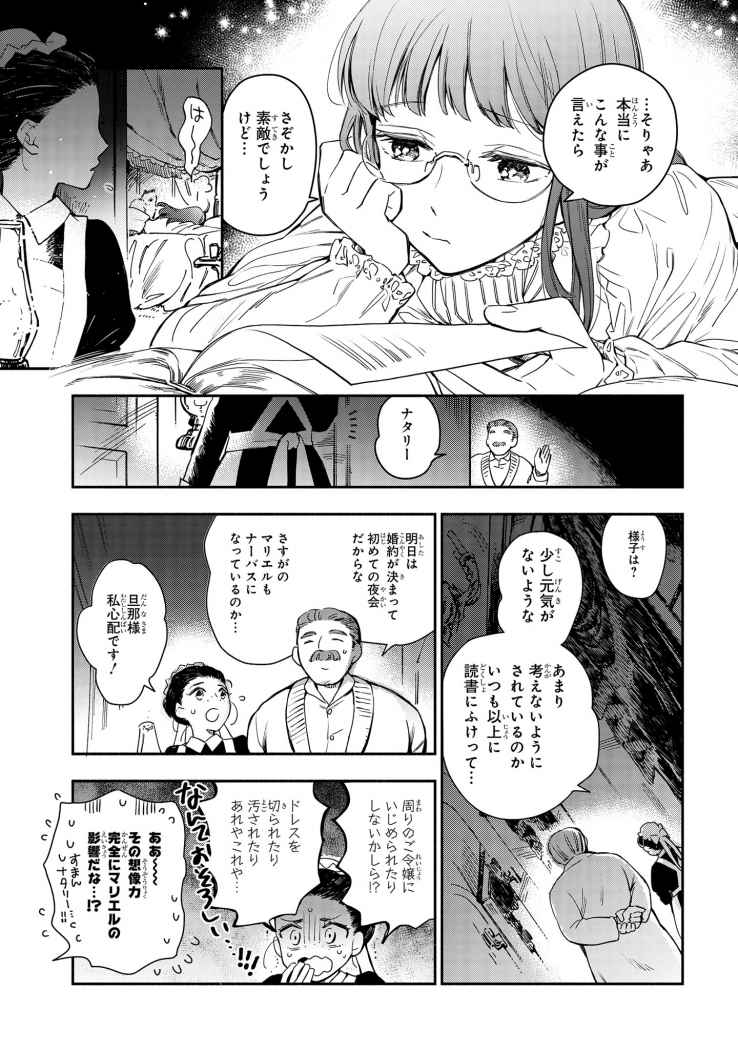 …そりゃあ
本当に
こんな事が
言えたら
さぞかし
素敵でしょう
けど…
は
ナタリー
様子は?
少し元気が
ないような
あまり
考えないように
されているのか
いつも以上に
読書にふけって…
明日は
婚約が決まって
初めての夜会
だからな
さすがの
マリエルも
ナーバスに
なっているのか…
旦那様
私心配です!
周りのご令嬢に
いじめられたり
しないかしら!?
ドレスを
切られたり
汚されたり
あれやこれや…
なんておそろしい…!!!
ああ〜〜〜
その想像力
完全にマリエルの
影響だな…!?
すまん
ナタリー!!